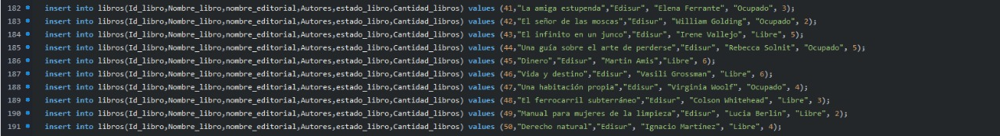 182 insert into libros(Id_libro,Nombre_libro,nombre_editorial,Autores,estado_libro,Cantidad_libros) values (41,"La amiga estupenda","Edisur", "Elena Ferrante", "Ocupado", 3);
183 insert into libros(Id_libro,Nombre_libro,nombre_editorial,Autores,estado_libro,Cantidad_libros) values (42,"El señor de las moscas","Edisur", "William Golding", "Ocupado", 2);
184 insert into libros(Id_libro,Nombre_libro,nombre_editorial,Autores,estado_libro,Cantidad_libros) values (43,"El infinito en un junco","Edisur", "Irene Vallejo", "Libre", 5);
185 insert into libros(Id_libro,Nombre_libro,nombre_editorial,Autores,estado_libro,Cantidad_libros) values (44,"Una guía sobre el arte de perderse","Edisur", "Rebecca Solnit", "Ocupado", 5);
186 insert into libros(Id_libro,Nombre_libro,nombre_editorial,Autores,estado_libro,Cantidad_libros) values (45,"Dinero","Edisur", "Martin Amis","Libre", 6);
187 insert into libros(Id_libro,Nombre_libro,nombre_editorial,Autores,estado_libro,Cantidad_libros) values (46,"Vida y destino","Edisur", "Vasili Grossman", "Libre", 6);
188 insert into libros(Id_libro,Nombre_libro,nombre_editorial,Autores,estado_libro,Cantidad_libros) values (47,"Una habitación propia","Edisur", "Virginia Woolf", "Ocupado", 4);
189 insert into libros(Id_libro,Nombre_libro,nombre_editorial,Autores,estado_libro,Cantidad_libros) values (48,"El ferrocarril subterráneo","Edisur", "Colson Whitehead", "Libre", 3);
190 insert into libros(Id_libro,Nombre_libro,nombre_editorial,Autores,estado_libro,Cantidad_libros) values (49,"Manual para mujeres de la limpieza","Edisur", "Lucia Berlin", "Libre", 2);
191 insert into libros(Id_libro,Nombre_libro,nombre_editorial,Autores,estado_libro,Cantidad_libros) values (50,"Derecho natural","Edisur", "Ignacio Martínez", "Libre", 4);